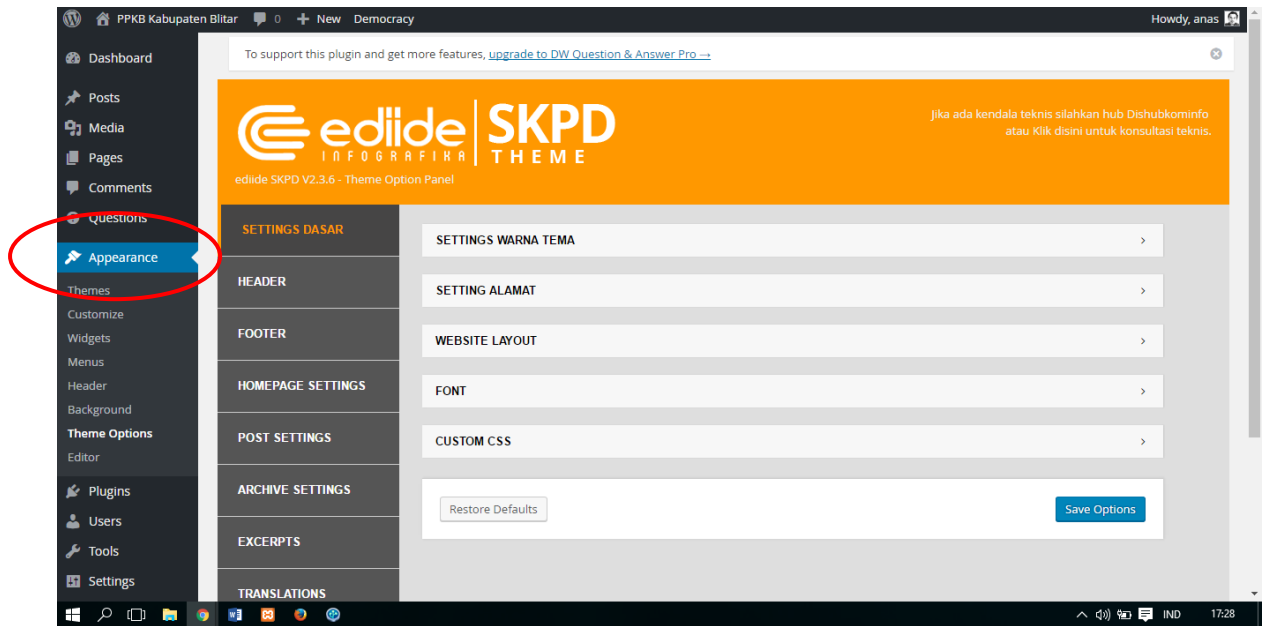 PPKB Kabupaten Blitar 0 New Democracy Howdy, anas
Dashboard
Posts
Media
Pages
Comments
Questions
Appearance
Themes
Customize
Widgets
Menus
Header
Background
Theme Options
Editor
Plugins
Users
Tools
Settings
To support this plugin and get more features, upgrade to DW Question & Answer Pro →
ediide SKPD
INFOGRAFIKA THEME
ediide SKPD V2.3.6 - Theme Option Panel
Jika ada kendala teknis silahkan hub Dishubkominfo
atau Klik disini untuk konsultasi teknis.
SETTINGS DASAR
HEADER
FOOTER
HOMEPAGE SETTINGS
POST SETTINGS
ARCHIVE SETTINGS
EXCERPTS
TRANSLATIONS
SETTINGS WARNA TEMA
SETTING ALAMAT
WEBSITE LAYOUT
FONT
CUSTOM CSS
Restore Defaults Save Options
IND 17:28